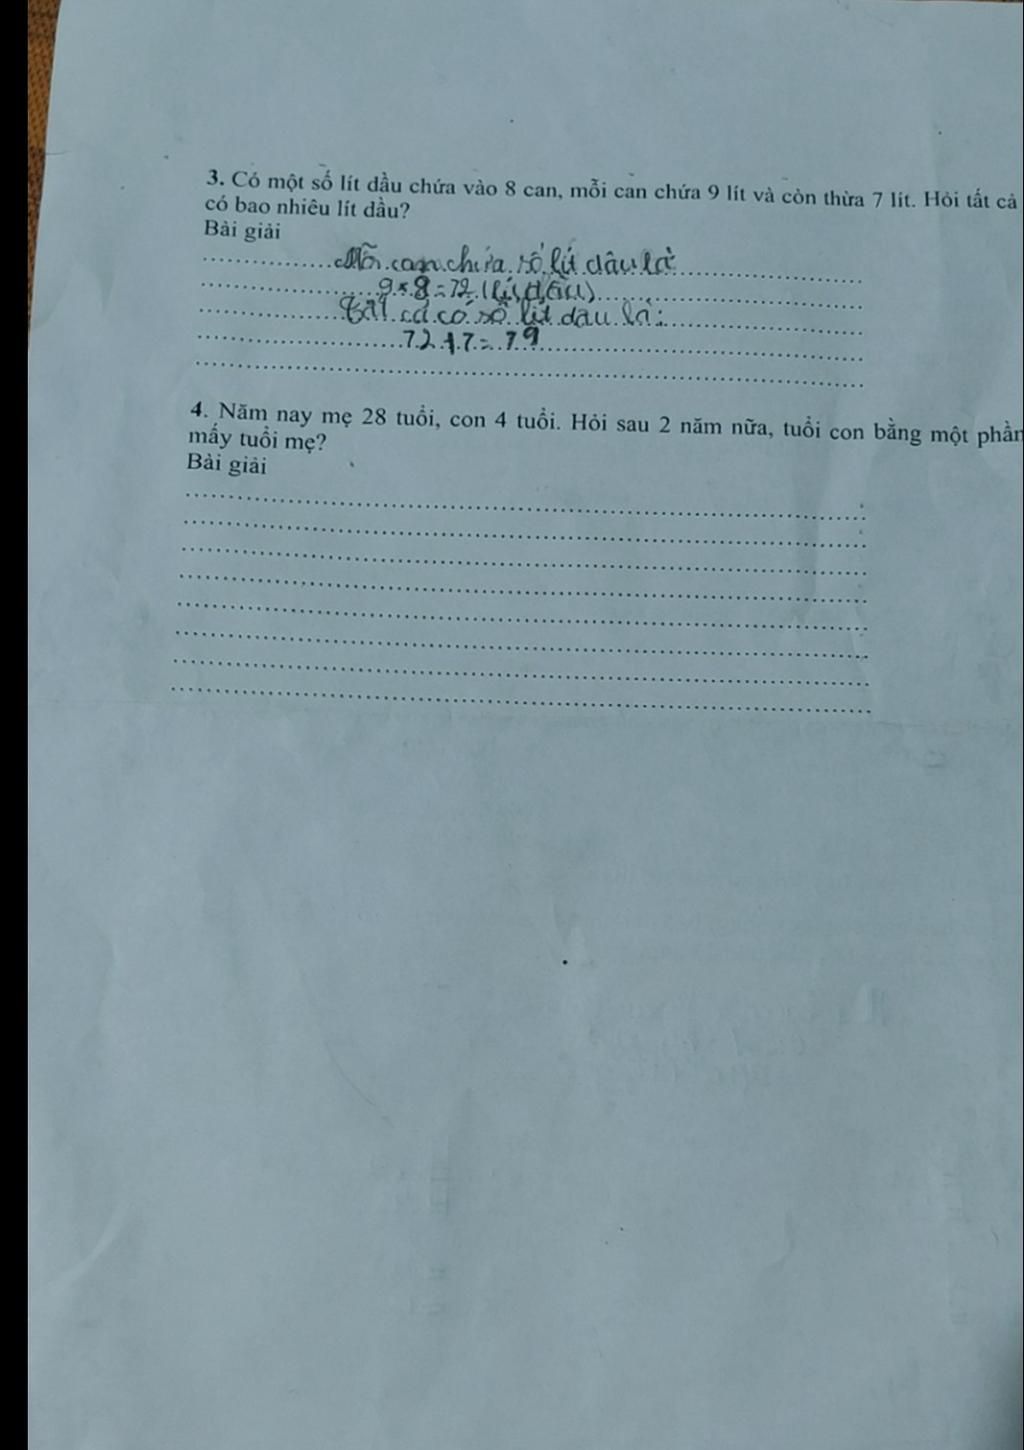 3. Có một số lít dầu chứa vào 8 can, mỗi can chứa 9 lít và còn thừa 7 lít. Hỏi tất cả
có bao nhiêu lít dầu?
Bài giải
Mỗi can chứa số lít dâu là
9 x 8 = 72 (lít dầu)
Tất cả có số lít dau là:
72 + 7 = 79
4. Năm nay mẹ 28 tuổi, con 4 tuổi. Hỏi sau 2 năm nữa, tuổi con bằng một phần
mấy tuổi mẹ?
Bài giải